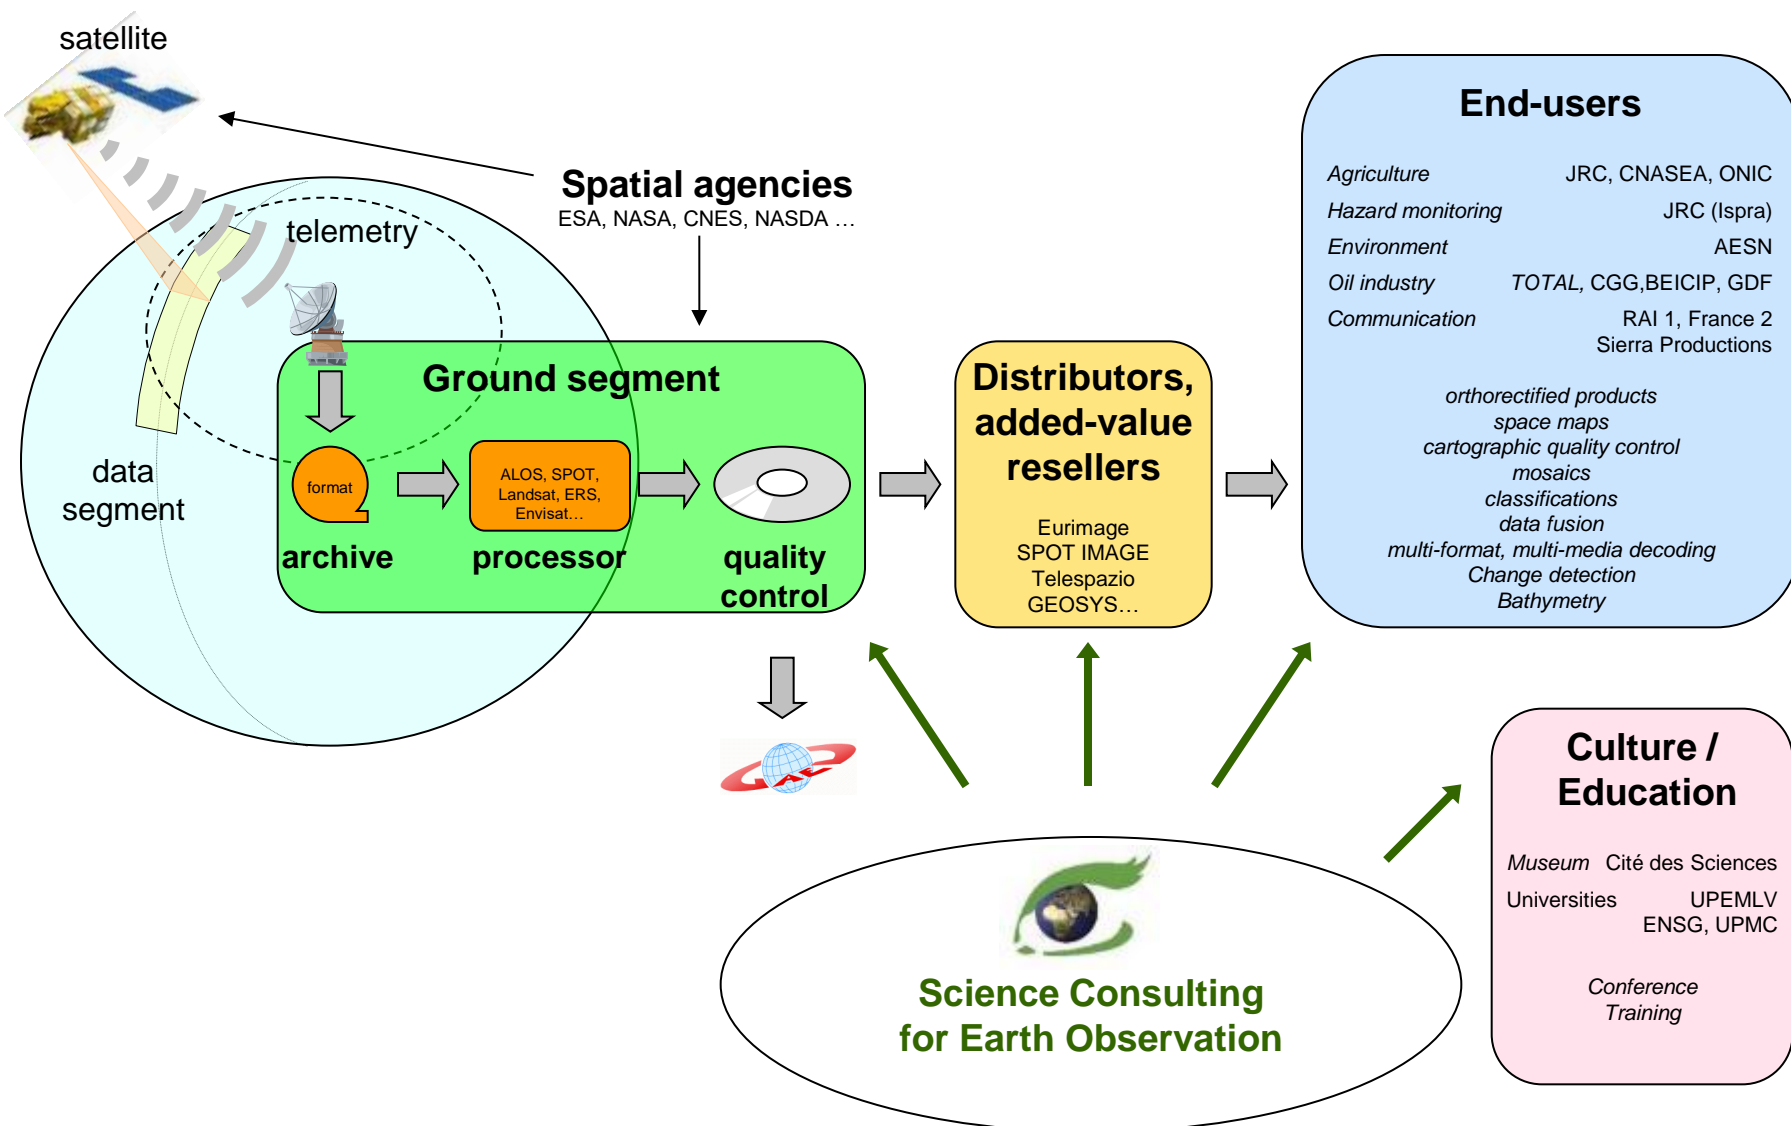 satellite
Spatial agencies
ESA, NASA, CNES, NASDA …
telemetry
data
segment
Ground segment
format
archive
ALOS, SPOT,
Landsat, ERS,
Envisat…
processor
quality
control
Distributors,
added-value
resellers
Eurimage
SPOT IMAGE
Telespazio
GEOSYS…
End-users
Agriculture JRC, CNASEA, ONIC
Hazard monitoring JRC (Ispra)
Environment AESN
Oil industry TOTAL, CGG,BEICIP, GDF
Communication RAI 1, France 2
Sierra Productions
orthorectified products
space maps
cartographic quality control
mosaics
classifications
data fusion
multi-format, multi-media decoding
Change detection
Bathymetry
Culture /
Education
Museum Cité des Sciences
Universities UPEMLV
ENSG, UPMC
Conference
Training
Science Consulting
for Earth Observation